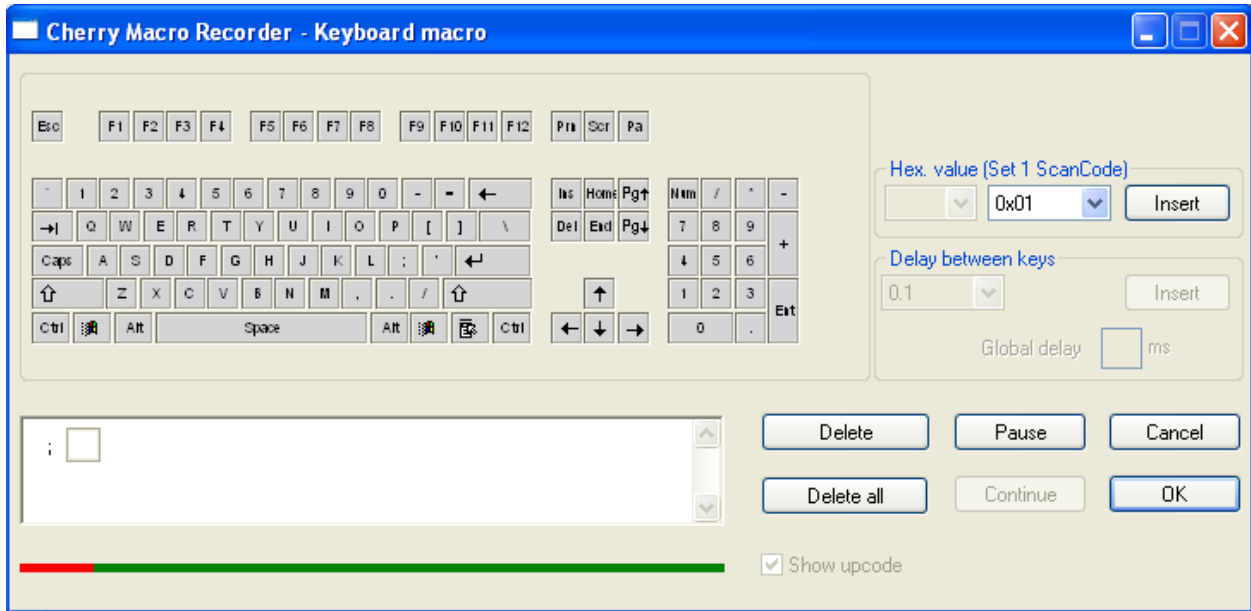 Cherry Macro Recorder - Keyboard macro
Esc F1 F2 F3 F4 F5 F6 F7 F8 F9 F10 F11 F12 Prn Scr Pa
1 2 3 4 5 6 7 8 9 0 - = ← Ins Home Pg↑ Num / * -
→| Q W E R T Y U I O P [ ] \ Del End Pg↓ 7 8 9 +
Caps A S D F G H J K L ; ' ↵ 4 5 6
⇧ Z X C V B N M , . / ⇧ ↑ 1 2 3 Ent
Ctrl Alt Space Alt Ctrl ← ↓ → 0 .
Hex. value (Set 1 ScanCode)
0x01 Insert
Delay between keys
0.1 Insert
Global delay ms
;
Delete Pause Cancel
Delete all Continue OK
Show upcode